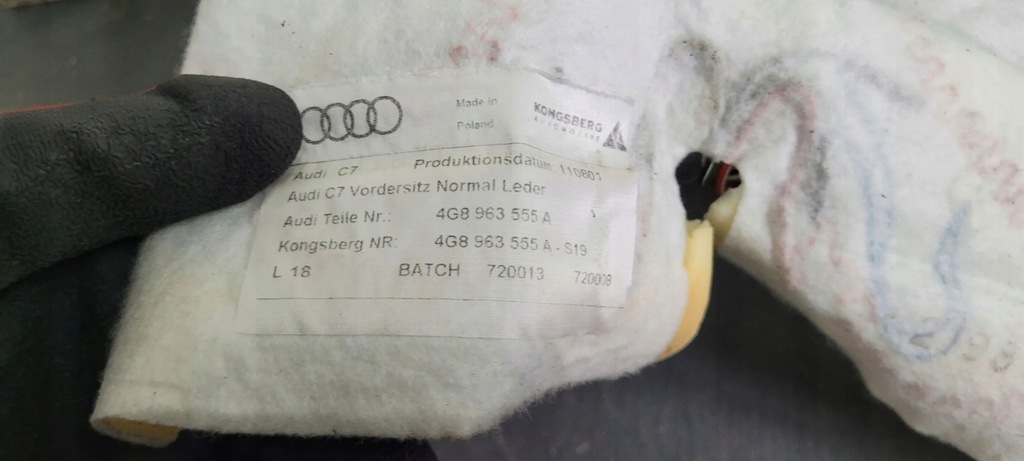 Made in
Poland
KONGSBERG
AUTOMOTIVE
Audi C7 Produktionsdatum 110801
Audi C7 Vordersitz Normal Leder
Audi Teile Nr.: 4G8 963 555 A
Kongsberg NR: 4G8 963 555 A - S19
L 18 BATCH 720013 720008